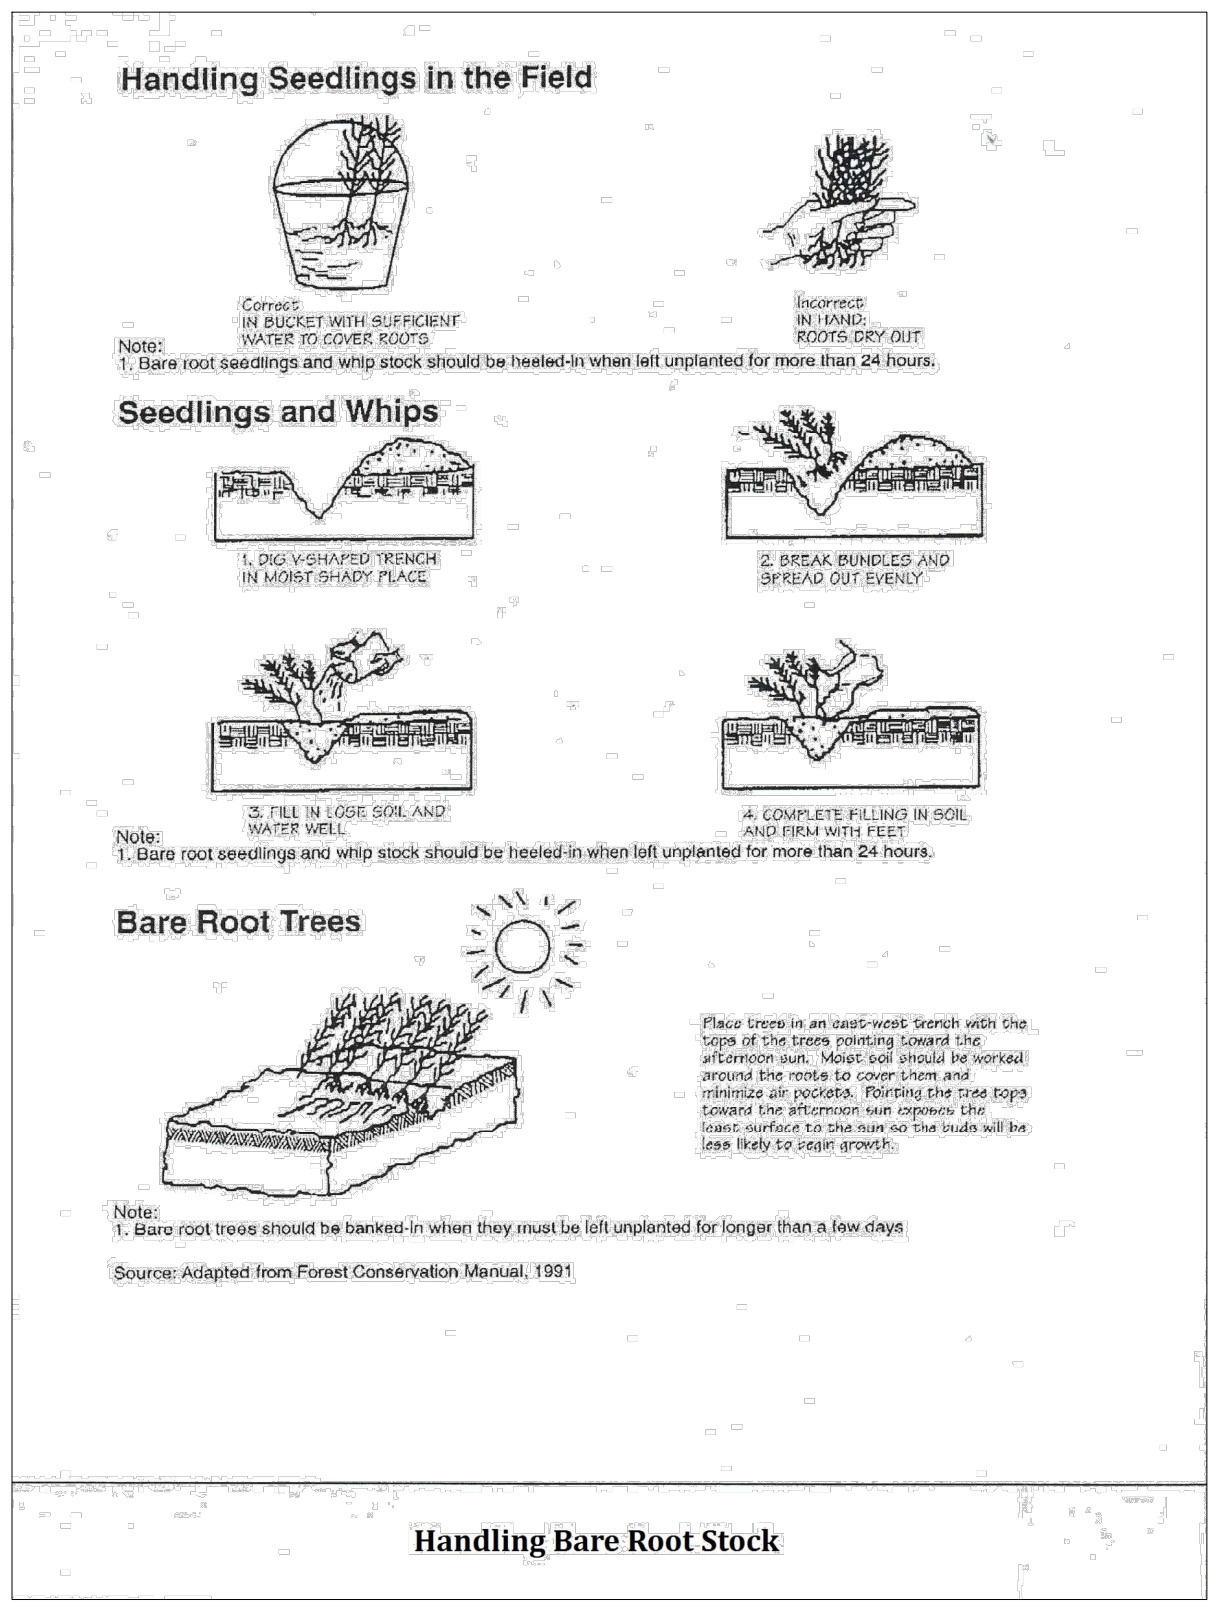 Handling Seedlings in the Field
Correct
IN BUCKET WITH SUFFICIENT
WATER TO COVER ROOTS
Incorrect
IN HAND:
ROOTS DRY OUT
Note:
1. Bare root seedlings and whip stock should be heeled-in when left unplanted for more than 24 hours.
Seedlings and Whips
1. DIG V-SHAPED TRENCH
IN MOIST SHADY PLACE
2. BREAK BUNDLES AND
SPREAD OUT EVENLY
3. FILL IN LOSE SOIL AND
WATER WELL
4. COMPLETE FILLING IN SOIL
AND FIRM WITH FEET
Note:
1. Bare root seedlings and whip stock should be heeled-in when left unplanted for more than 24 hours.
Bare Root Trees
Place trees in an east-west trench with the
tops of the trees pointing toward the
afternoon sun. Moist soil should be worked
around the roots to cover them and
minimize air pockets. Pointing the tree tops
toward the afternoon sun exposes the
least surface to the sun so the buds will be
less likely to begin growth.
Note:
1. Bare root trees should be banked-in when they must be left unplanted for longer than a few days
Source: Adapted from Forest Conservation Manual, 1991
Handling Bare Root Stock